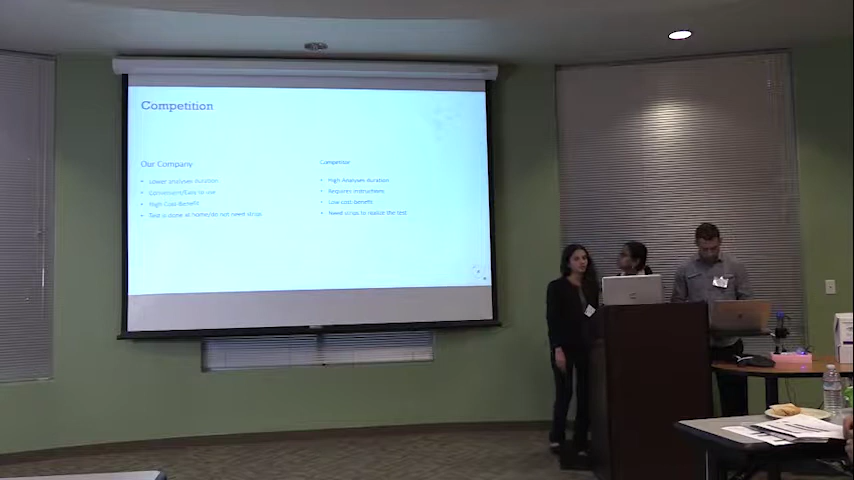 Competition
Our Company:
• Lower analyses duration
• Convenient/Easy to use
• High Cost-Benefit
• Test is done at home/do not need strips
Competitor
• High Analyses duration
• Requires instructions
• Low cost-benefit
• Need strips to realize the test